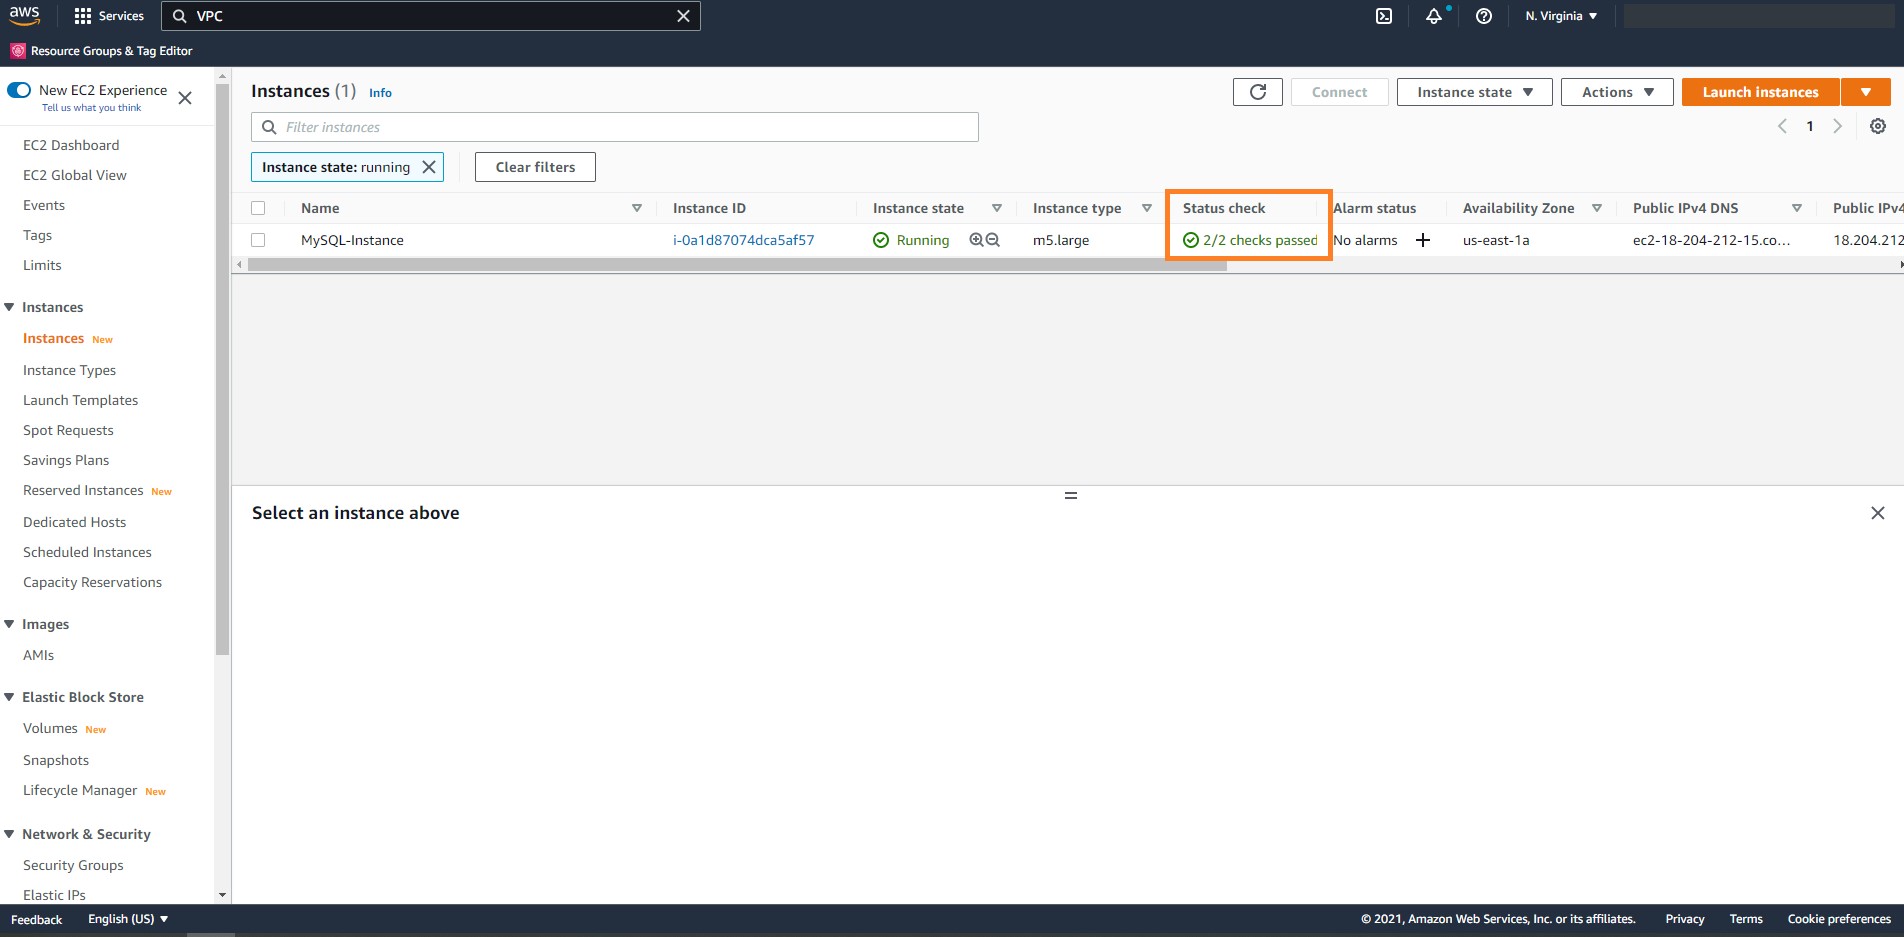 aws Services VPC N. Virginia
Resource Groups & Tag Editor
New EC2 Experience
Tell us what you think
EC2 Dashboard
EC2 Global View
Events
Tags
Limits
Instances
Instances New
Instance Types
Launch Templates
Spot Requests
Savings Plans
Reserved Instances New
Dedicated Hosts
Scheduled Instances
Capacity Reservations
Images
AMIs
Elastic Block Store
Volumes New
Snapshots
Lifecycle Manager New
Network & Security
Security Groups
Elastic IPs
Instances (1) Info Connect Instance state Actions Launch instances
Filter instances 1
Instance state: running Clear filters
Name Instance ID Instance state Instance type Status check Alarm status Availability Zone Public IPv4 DNS Public IPv4
MySQL-Instance i-0a1d87074dca5af57 Running m5.large 2/2 checks passed No alarms us-east-1a ec2-18-204-212-15.co... 18.204.212
Select an instance above
Feedback English (US) © 2021, Amazon Web Services, Inc. or its affiliates. Privacy Terms Cookie preferences